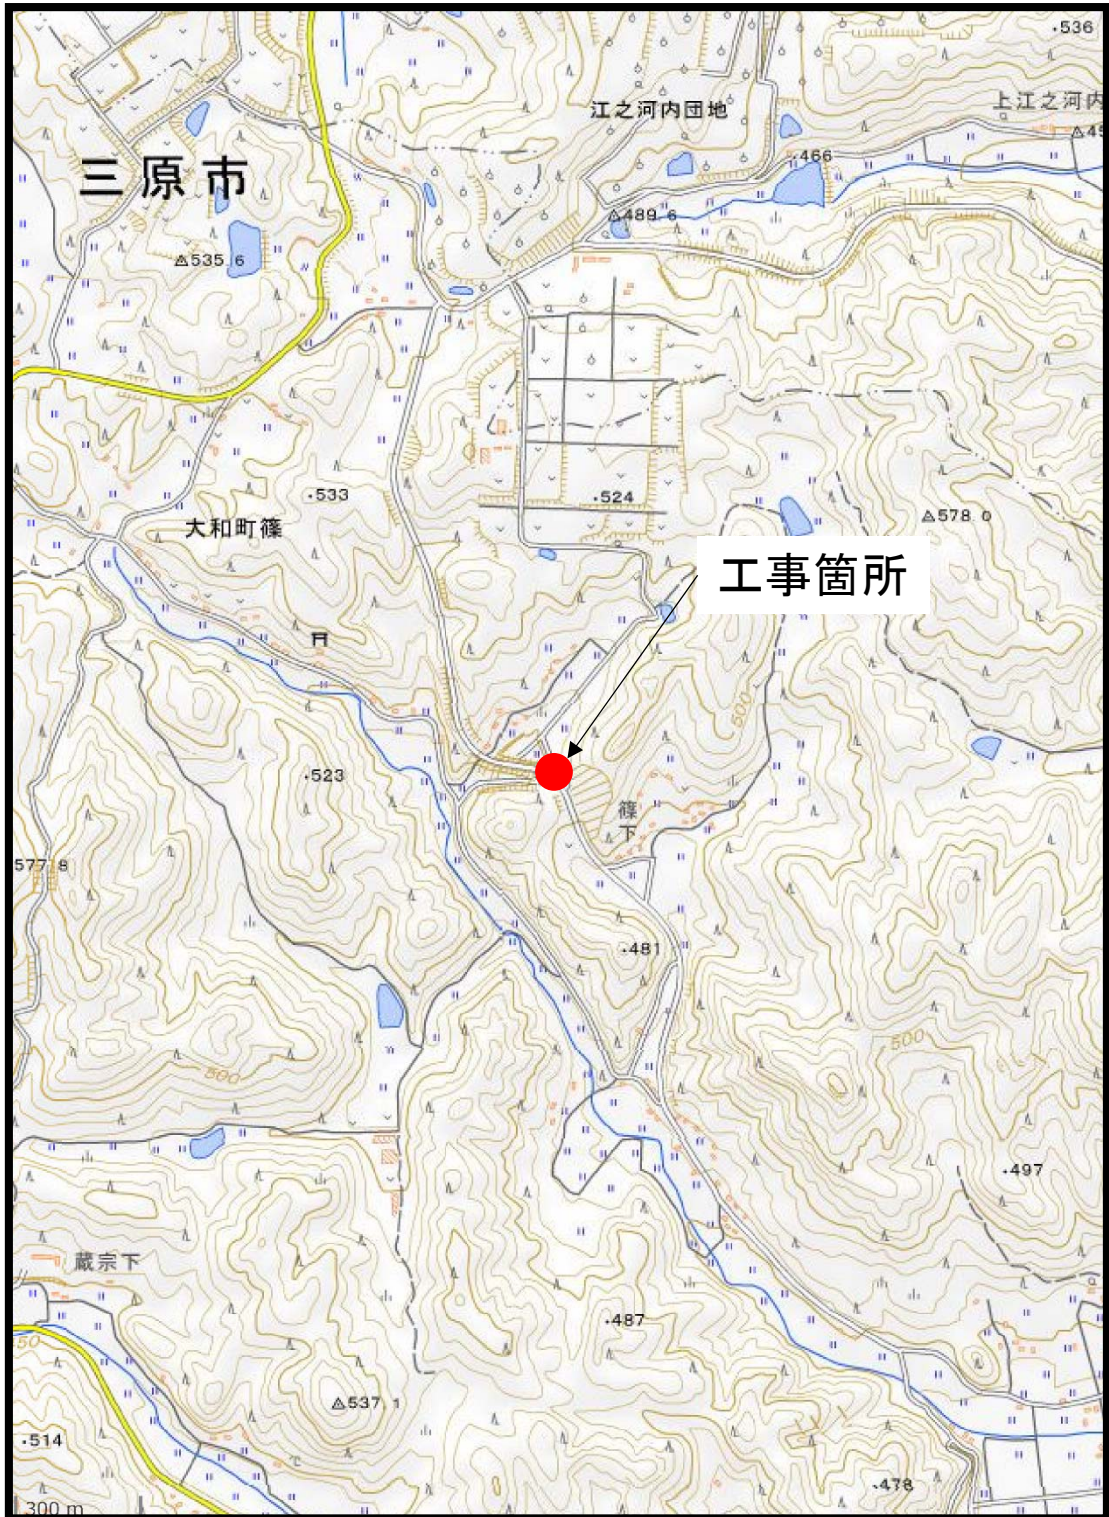 ・536
江之河内団地
上江之河内
△45
・466
三原市
△489.6
△535.6
・533
・524
大和町篠
△578.0
工事箇所
500
・523
篠下
577.8
・481
500
500
・497
蔵宗下
・487
△537.1
・514
・478
300 m